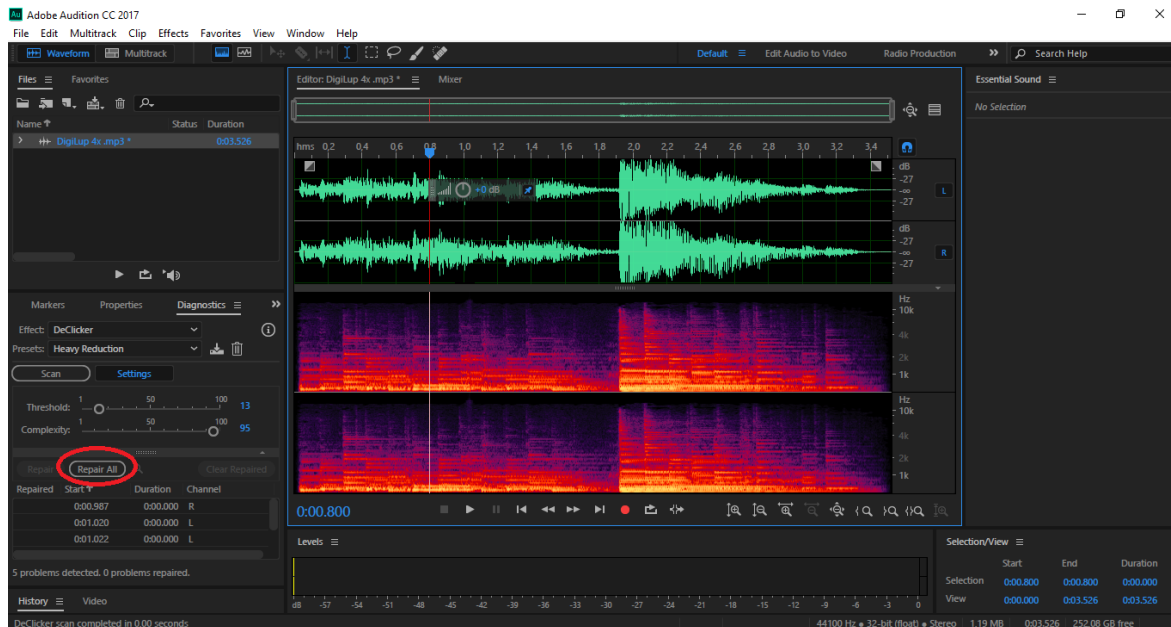 Au Adobe Audition CC 2017
File Edit Multitrack Clip Effects Favorites View Window Help
Waveform Multitrack Default Edit Audio to Video Radio Production Search Help
Files Favorites
Name Status Duration
DigiLup 4x .mp3 * 0:03.526
Editor: DigiLup 4x .mp3 * Mixer
hms 0,2 0,4 0,6 0,8 1,0 1,2 1,4 1,6 1,8 2,0 2,2 2,4 2,6 2,8 3,0 3,2 3,4
dB
-27
-∞
-27
L
+0 dB
dB
-27
-∞
-27
R
Hz
10k
4k
2k
1k
Hz
10k
4k
2k
1k
Essential Sound
No Selection
Markers Properties Diagnostics
Effect: DeClicker
Presets: Heavy Reduction
Scan Settings
Threshold: 1 50 100 13
Complexity: 1 50 100 95
Repair Repair All Clear Repaired
Repaired Start Duration Channel
0:00.987 0:00.000 R
0:01.020 0:00.000 L
0:01.022 0:00.000 L
5 problems detected. 0 problems repaired.
History Video
DeClicker scan completed in 0.00 seconds
0:00.800
Levels
dB -57 -54 -51 -48 -45 -42 -39 -36 -33 -30 -27 -24 -21 -18 -15 -12 -9 -6 -3 0
Selection/View
Start End Duration
Selection 0:00.800 0:00.800 0:00.000
View 0:00.000 0:03.526 0:03.526
44100 Hz • 32-bit (float) • Stereo 1.19 MB 0:03.526 252.08 GB free